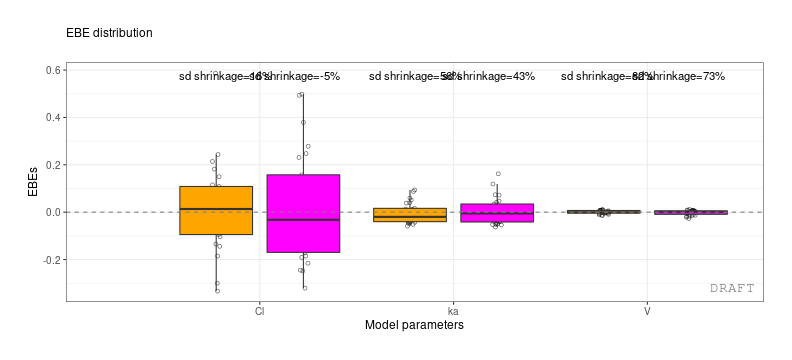 EBE distribution
0.6
sd shrinkage=16% sd shrinkage=-5% sd shrinkage=56% sd shrinkage=43% sd shrinkage=82% sd shrinkage=73%
0.4
0.2
EBEs
0.0
-0.2
DRAFT
Cl ka V
Model parameters